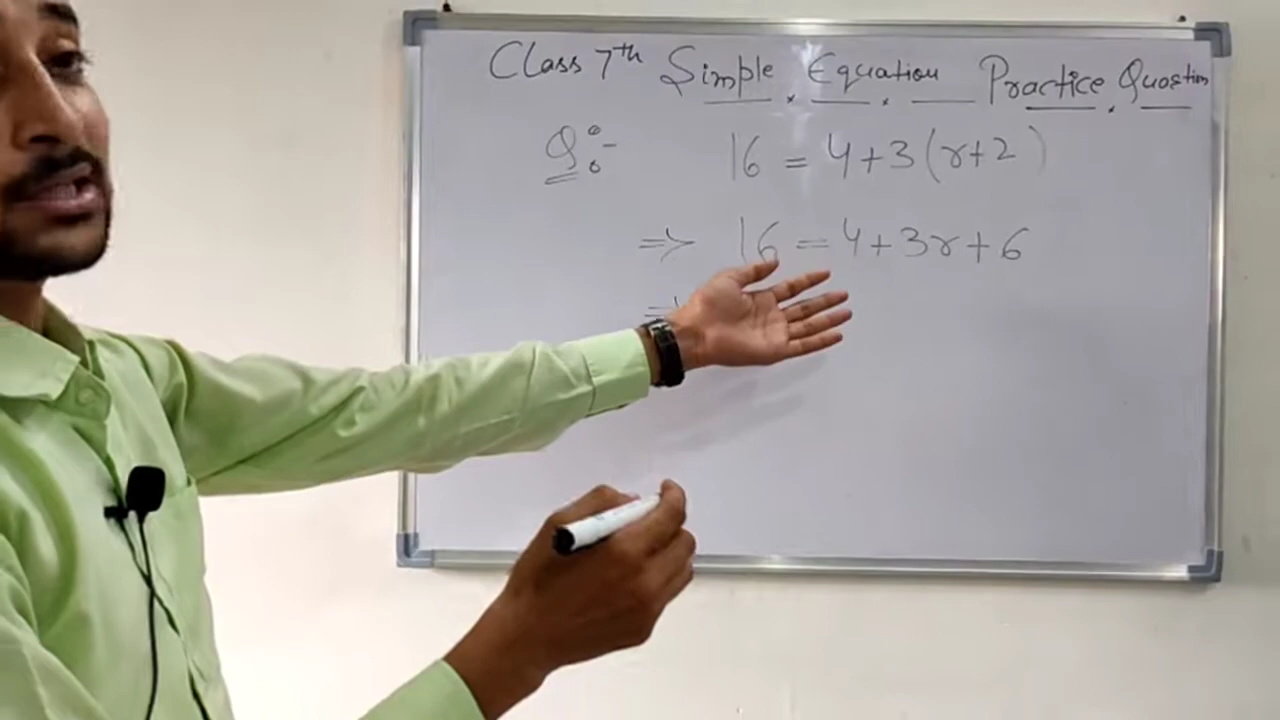 Class 7th Simple Equation Practice Question
Q:- 16 = 4+3(r+2)
=> 16 = 4+3r+6
=>